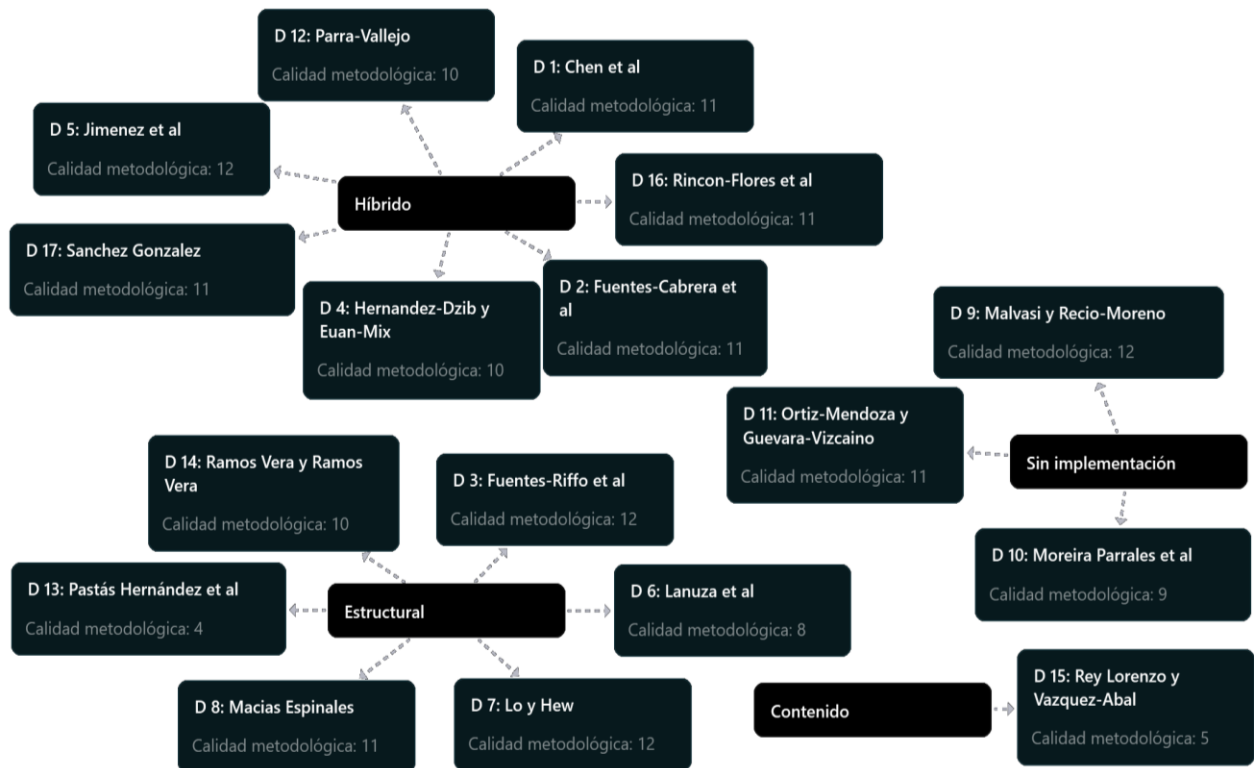 D 12: Parra-Vallejo
Calidad metodológica: 10
D 1: Chen et al
Calidad metodológica: 11
D 5: Jimenez et al
Calidad metodológica: 12
D 16: Rincon-Flores et al
Calidad metodológica: 11
Híbrido
D 17: Sanchez Gonzalez
Calidad metodológica: 11
D 4: Hernandez-Dzib y
Euan-Mix
Calidad metodológica: 10
D 2: Fuentes-Cabrera et
al
Calidad metodológica: 11
D 9: Malvasi y Recio-Moreno
Calidad metodológica: 12
D 11: Ortiz-Mendoza y
Guevara-Vizcaino
Calidad metodológica: 11
Sin implementación
D 10: Moreira Parrales et al
Calidad metodológica: 9
D 14: Ramos Vera y Ramos
Vera
Calidad metodológica: 10
D 3: Fuentes-Riffo et al
Calidad metodológica: 12
D 13: Pastás Hernández et al
Calidad metodológica: 4
Estructural
D 6: Lanuza et al
Calidad metodológica: 8
D 8: Macias Espinales
Calidad metodológica: 11
D 7: Lo y Hew
Calidad metodológica: 12
Contenido
D 15: Rey Lorenzo y
Vazquez-Abal
Calidad metodológica: 5